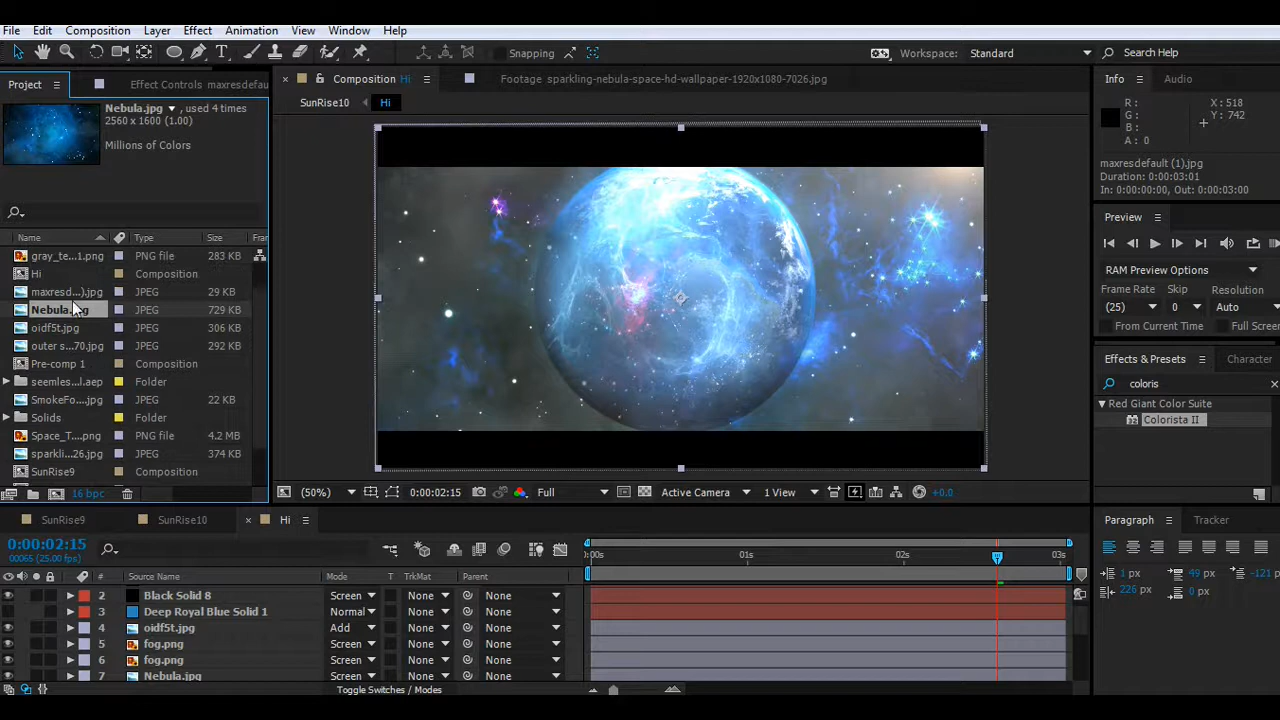 File Edit Composition Layer Effect Animation View Window Help
Snapping Workspace: Standard Search Help
Project Effect Controls maxresdefau Composition Hi Footage sparkling-nebula-space-hd-wallpaper-1920x1080-7026.jpg Info Audio
SunRise10 Hi
Nebula.jpg , used 4 times
2560 x 1600 (1.00)
Millions of Colors
R: X: 518
G: Y: 742
B:
A: 0
maxresdefault (1).jpg
Duration: 0:00:03:01
In: 0:00:00:00, Out: 0:00:03:00
Preview
Name Type Size Fran
gray_te...1.png PNG file 283 KB
Hi Composition
maxresd...).jpg JPEG 29 KB
Nebula.jpg JPEG 729 KB
oidf5t.jpg JPEG 306 KB
outer s...70.jpg JPEG 292 KB
Pre-comp 1 Composition
seemles...l.aep Folder
SmokeFo....jpg JPEG 22 KB
Solids Folder
Space_T....png PNG file 4.2 MB
sparkli...26.jpg JPEG 374 KB
SunRise9 Composition
16 bpc
RAM Preview Options
Frame Rate Skip Resolution
(25) 0 Auto
From Current Time Full Screen
Effects & Presets Character
coloris
Red Giant Color Suite
32 Colorista II
(50%) 0:00:02:15 Full Active Camera 1 View +0.0
SunRise9 SunRise10 Hi
0:00:02:15
00065 (25.00 fps)
:00s 01s 02s 03s
# Source Name Mode T TrkMat Parent
2 Black Solid 8 Screen None None
3 Deep Royal Blue Solid 1 Normal None None
4 oidf5t.jpg Add None None
5 fog.png Screen None None
6 fog.png Screen None None
7 Nebula.jpg Screen None None
Toggle Switches / Modes
Paragraph Tracker
1 px 49 px -121
226 px 0 px